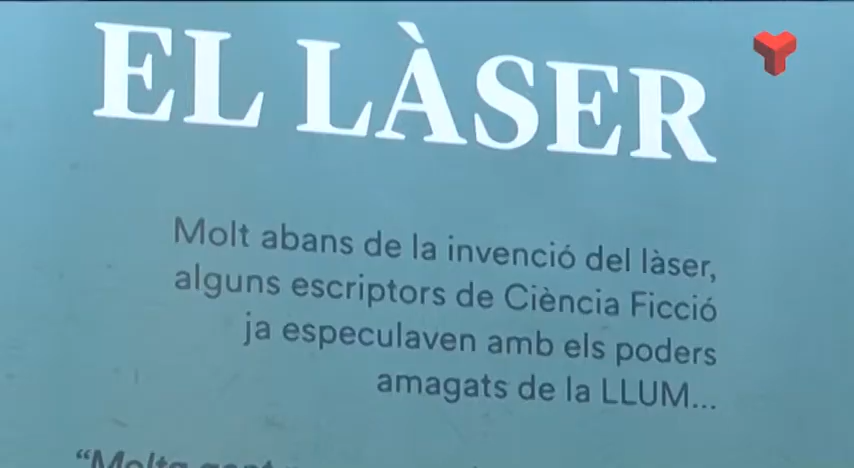 EL LÀSER
Molt abans de la invenció del làser,
alguns escriptors de Ciència Ficció
ja especulaven amb els poders
amagats de la LLUM...
“Molta